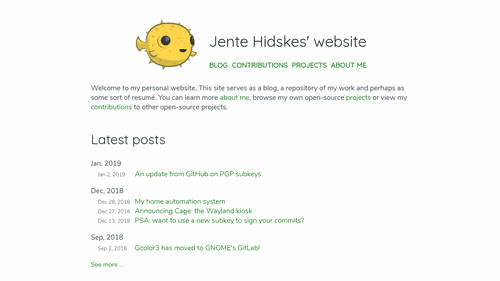 Jente Hidskes' website
BLOG CONTRIBUTIONS PROJECTS ABOUT ME
Welcome to my personal website. This site serves as a blog, a repository of my work and perhaps as
some sort of resumé. You can learn more about me, browse my own open-source projects or view my
contributions to other open-source projects.
Latest posts
Jan, 2019
Jan 2, 2019 An update from GitHub on PGP subkeys
Dec, 2018
Dec 28, 2018 My home automation system
Dec 27, 2018 Announcing Cage: the Wayland kiosk
Dec 13, 2018 PSA: want to use a new subkey to sign your commits?
Sep, 2018
Sep 2, 2018 Gcolor3 has moved to GNOME's GitLab!
See more ...